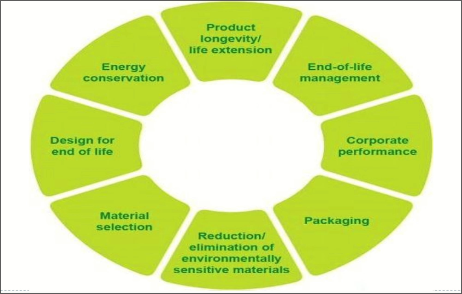 Product
longevity/
life extension
End-of-life
management
Corporate
performance
Packaging
Reduction/
elimination of
environmentally
sensitive materials
Material
selection
Design for
end of life
Energy
conservation